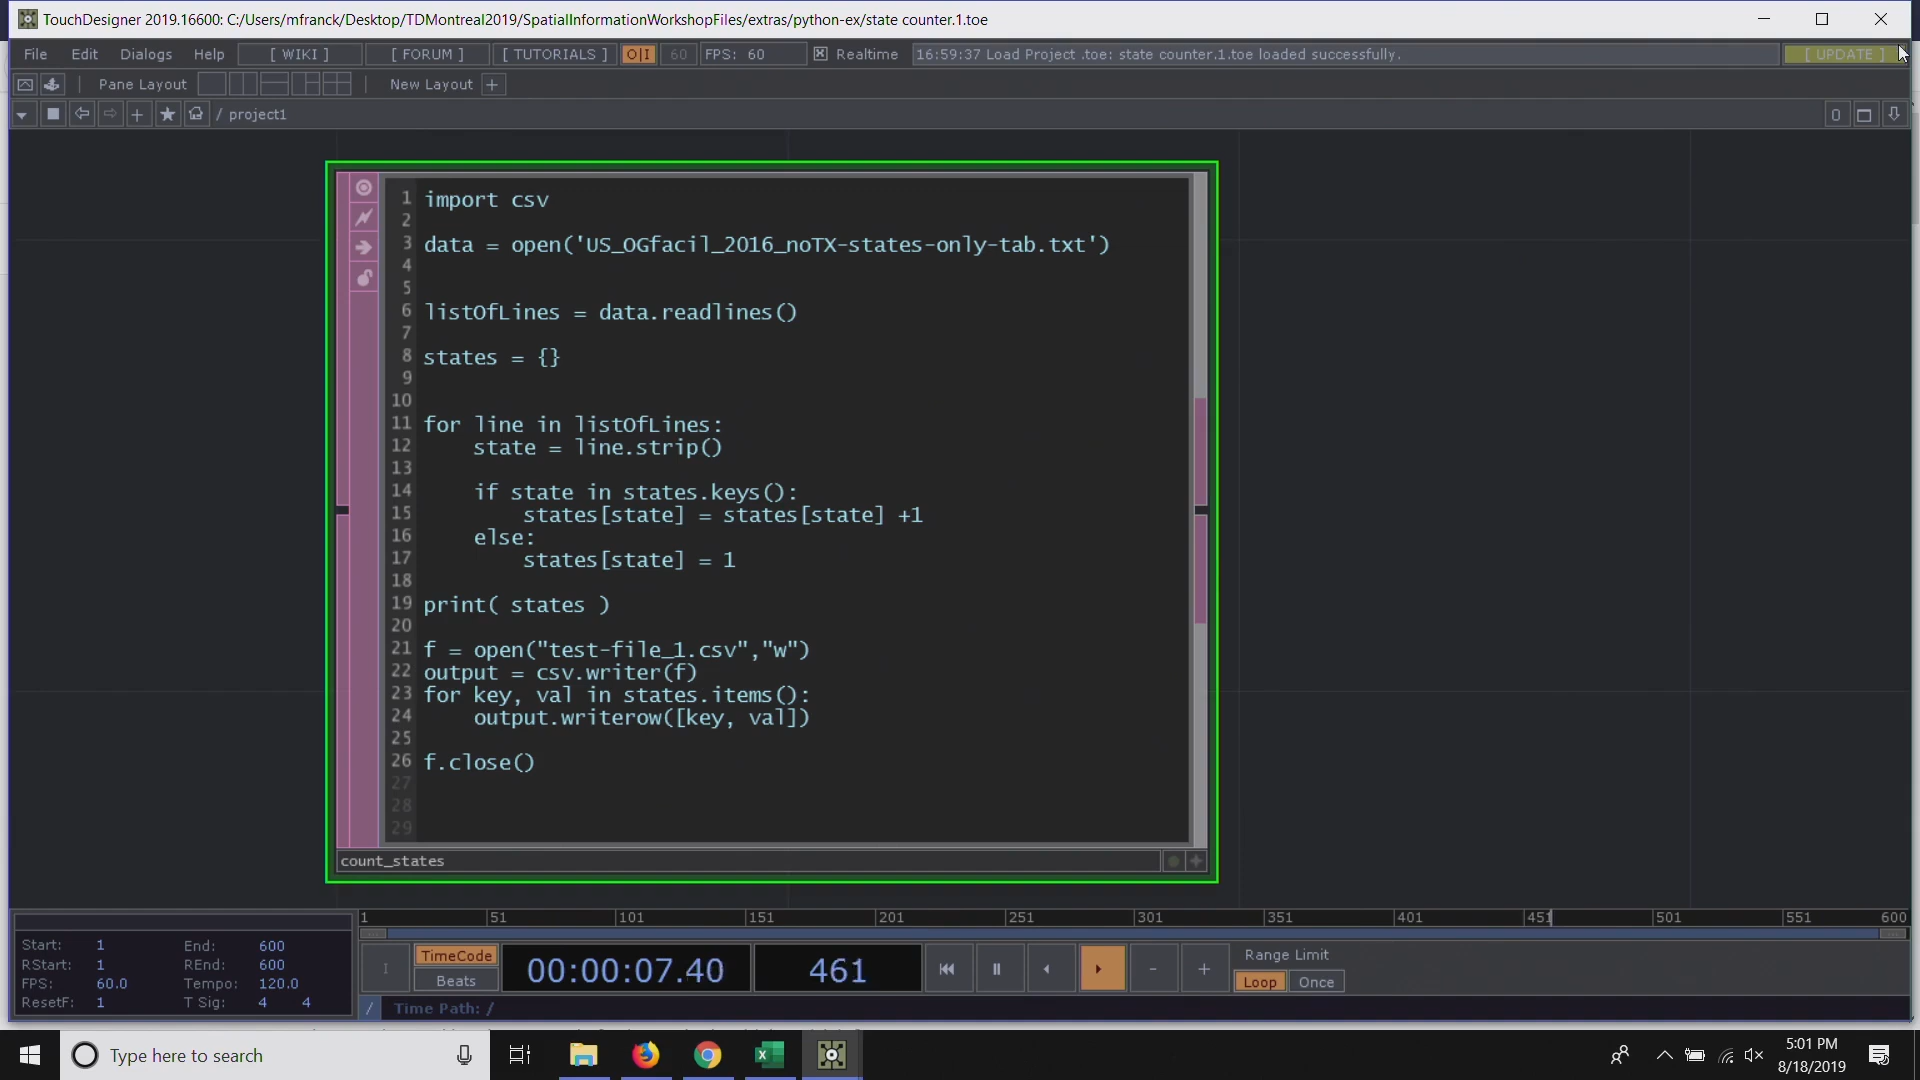 TouchDesigner 2019.16600: C:/Users/mfranck/Desktop/TDMontreal2019/SpatialInformationWorkshopFiles/extras/python-ex/state counter.1.toe
File Edit Dialogs Help [ WIKI ] [ FORUM ] [ TUTORIALS ] O|I 60 FPS: 60 Realtime 16:59:37 Load Project .toe: state counter.1.toe loaded successfully. [ UPDATE ]
Pane Layout New Layout +
/ project1 0
1 import csv
2
3 data = open('US_OGfacil_2016_noTX-states-only-tab.txt')
4
5
6 listOfLines = data.readlines()
7
8 states = {}
9
10
11 for line in listOfLines:
12 state = line.strip()
13
14 if state in states.keys():
15 states[state] = states[state] +1
16 else:
17 states[state] = 1
18
19 print( states )
20
21 f = open("test-file_1.csv","w")
22 output = csv.writer(f)
23 for key, val in states.items():
24 output.writerow([key, val])
25
26 f.close()
27
28
29
count_states
1 51 101 151 201 251 301 351 401 451 501 551 600
Start: 1 End: 600
RStart: 1 REnd: 600
FPS: 60.0 Tempo: 120.0
ResetF: 1 T Sig: 4 4
I TimeCode Beats 00:00:07.40 461 - + Range Limit
Loop Once
/ Time Path: /
Type here to search
5:01 PM
8/18/2019